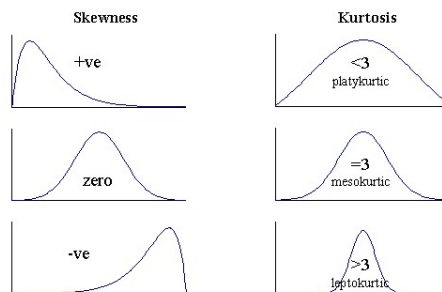 Skewness
+ve
zero
-ve
Kurtosis
<3
platykurtic
=3
mesokurtic
>3
leptokurtic